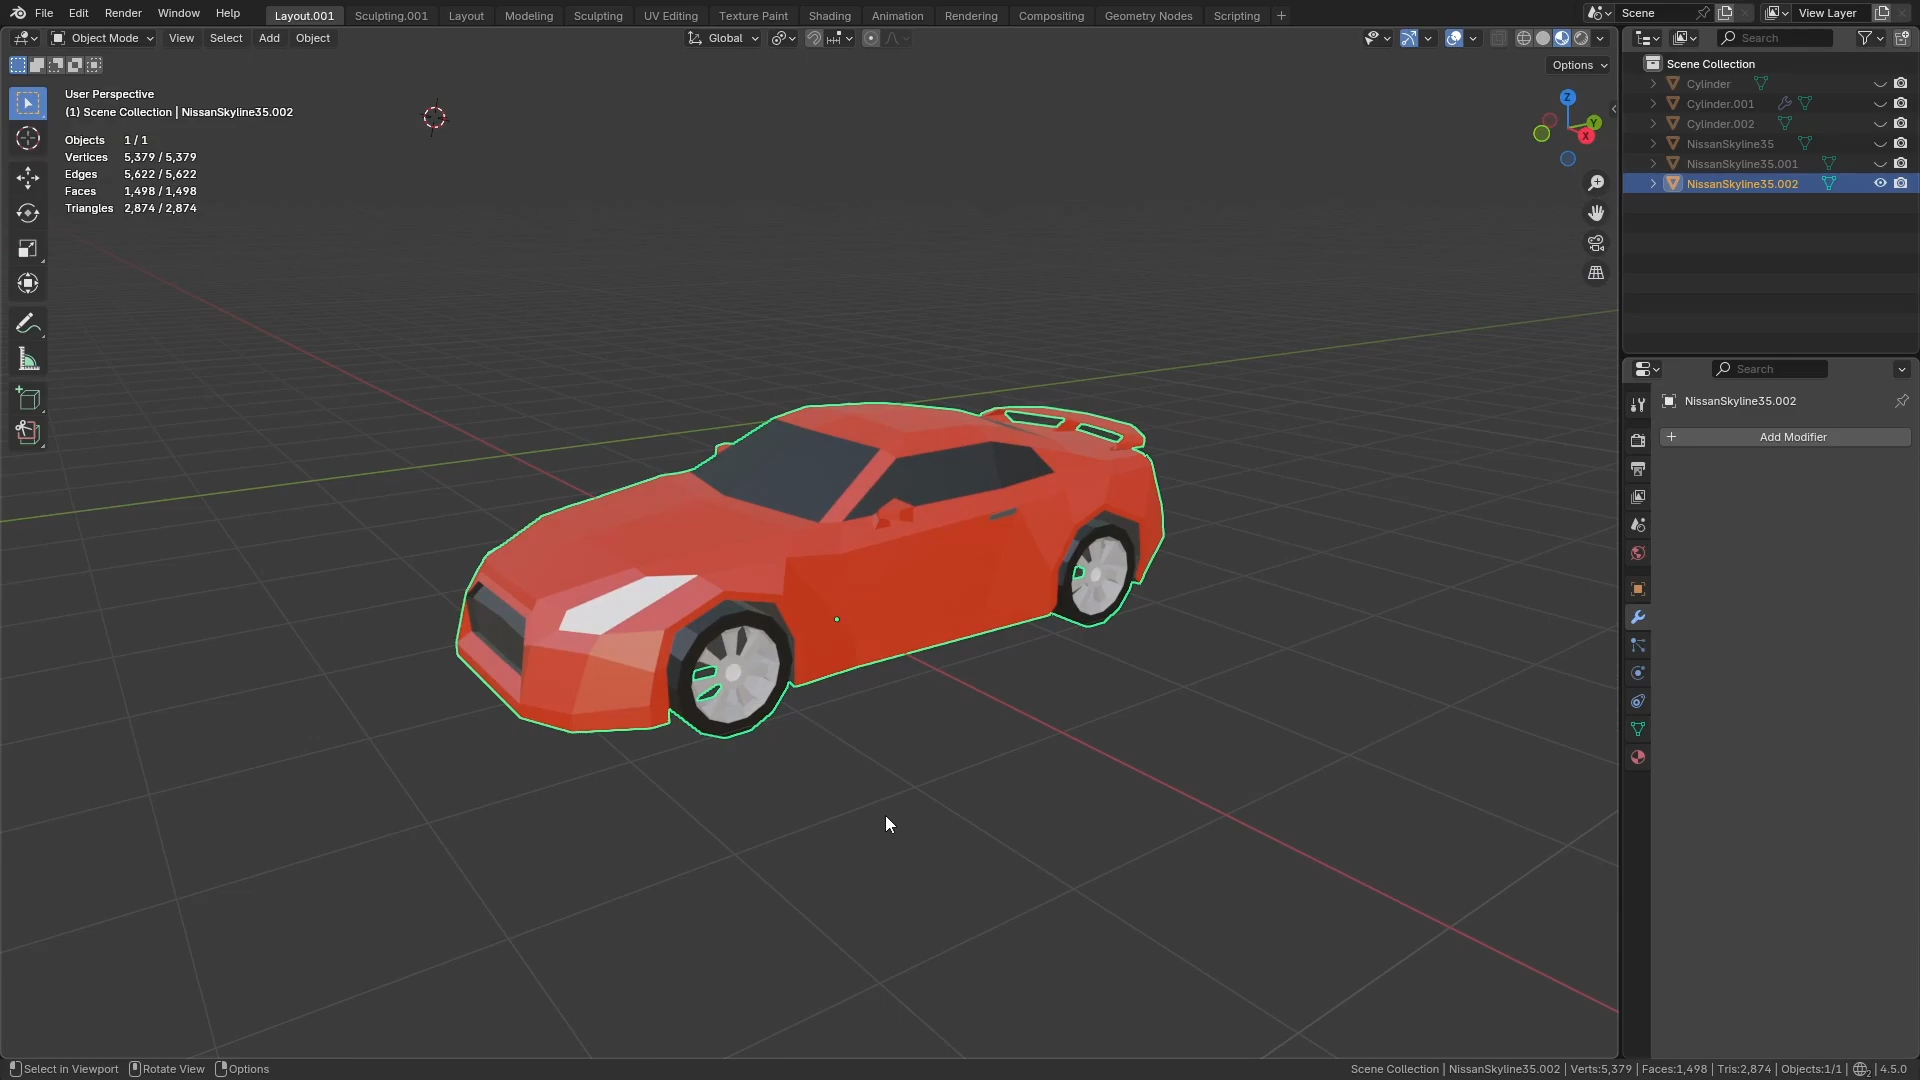 File Edit Render Window Help Layout.001 Sculpting.001 Layout Modeling Sculpting UV Editing Texture Paint Shading Animation Rendering Compositing Geometry Nodes Scripting + Scene View Layer
Object Mode View Select Add Object Global Search
Options
User Perspective
(1) Scene Collection | NissanSkyline35.002
Objects 1 / 1
Vertices 5,379 / 5,379
Edges 5,622 / 5,622
Faces 1,498 / 1,498
Triangles 2,874 / 2,874
Z
Y
X
Scene Collection
Cylinder
Cylinder.001
Cylinder.002
NissanSkyline35
NissanSkyline35.001
NissanSkyline35.002
Search
NissanSkyline35.002
+ Add Modifier
Select in Viewport Rotate View Options Scene Collection | NissanSkyline35.002 | Verts:5,379 | Faces:1,498 | Tris:2,874 | Objects:1/1 | 2 | 4.5.0